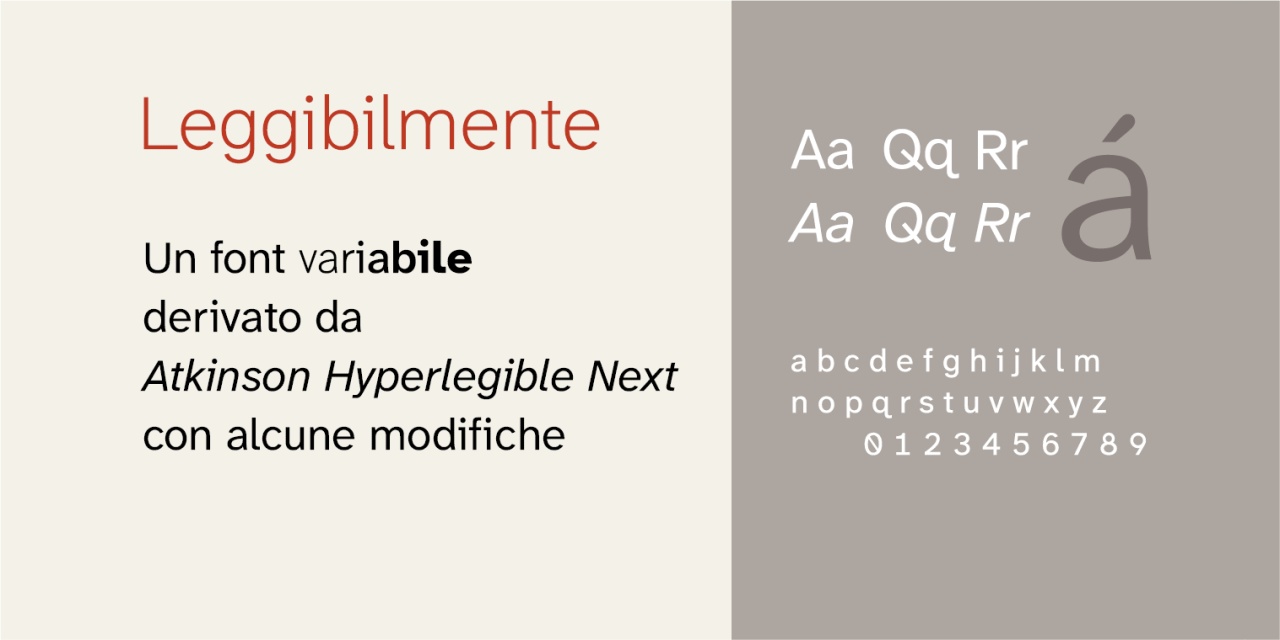 Leggibilmente
Un font variabile
derivato da
Atkinson Hyperlegible Next
con alcune modifiche
Aa Qq Rr
Aa Qq Rr
á
a b c d e f g h i j k l m
n o p q r s t u v w x y z
0 1 2 3 4 5 6 7 8 9